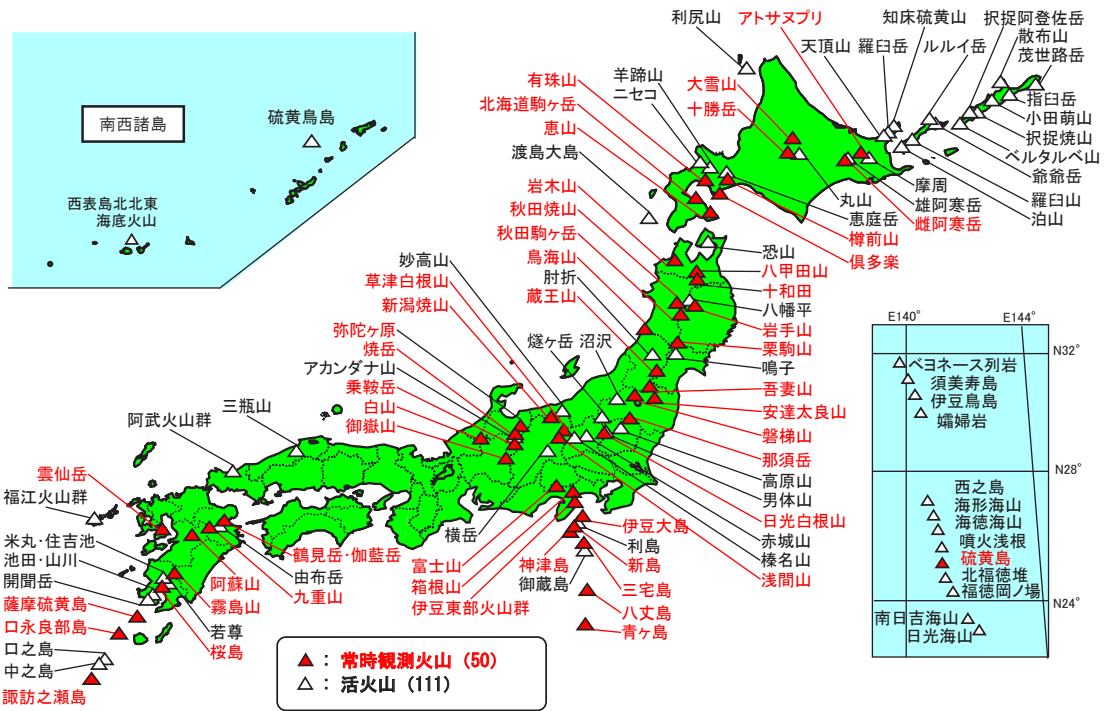 利尻山
アトサヌプリ
知床硫黄山
択捉阿登佐岳
天頂山
羅臼岳
ルルイ岳
散布山
茂世路岳
有珠山
羊蹄山
大雪山
ニセコ
北海道駒ヶ岳
十勝岳
指臼岳
小田萌山
恵山
択捉焼山
渡島大島
ベルタルベ山
爺爺岳
岩木山
丸山
摩周
羅臼山
秋田焼山
恵庭岳
雄阿寒岳
泊山
秋田駒ヶ岳
樽前山
雌阿寒岳
鳥海山
恐山
倶多楽
妙高山
肘折
八甲田山
草津白根山
蔵王山
十和田
新潟焼山
八幡平
弥陀ヶ原
燧ヶ岳
沼沢
岩手山
焼岳
栗駒山
アカンダナ山
鳴子
乗鞍岳
吾妻山
白山
安達太良山
御嶽山
磐梯山
三瓶山
那須岳
阿武火山群
高原山
男体山
日光白根山
赤城山
榛名山
浅間山
雲仙岳
福江火山群
米丸・住吉池
池田・山川
開聞岳
薩摩硫黄島
口永良部島
口之島
中之島
諏訪之瀬島
鶴見岳・伽藍岳
由布岳
阿蘇山
九重山
霧島山
若尊
桜島
横岳
富士山
箱根山
伊豆東部火山群
伊豆大島
利島
神津島
新島
御蔵島
三宅島
八丈島
青ヶ島
南西諸島
硫黄鳥島
西表島北北東
海底火山
E140°
E144°
N32°
ベヨネース列岩
須美寿島
伊豆鳥島
孀婦岩
N28°
西之島
海形海山
海徳海山
噴火浅根
硫黄島
北福徳堆
福徳岡ノ場
N24°
南日吉海山
日光海山
：常時観測火山（50）
：活火山（111）